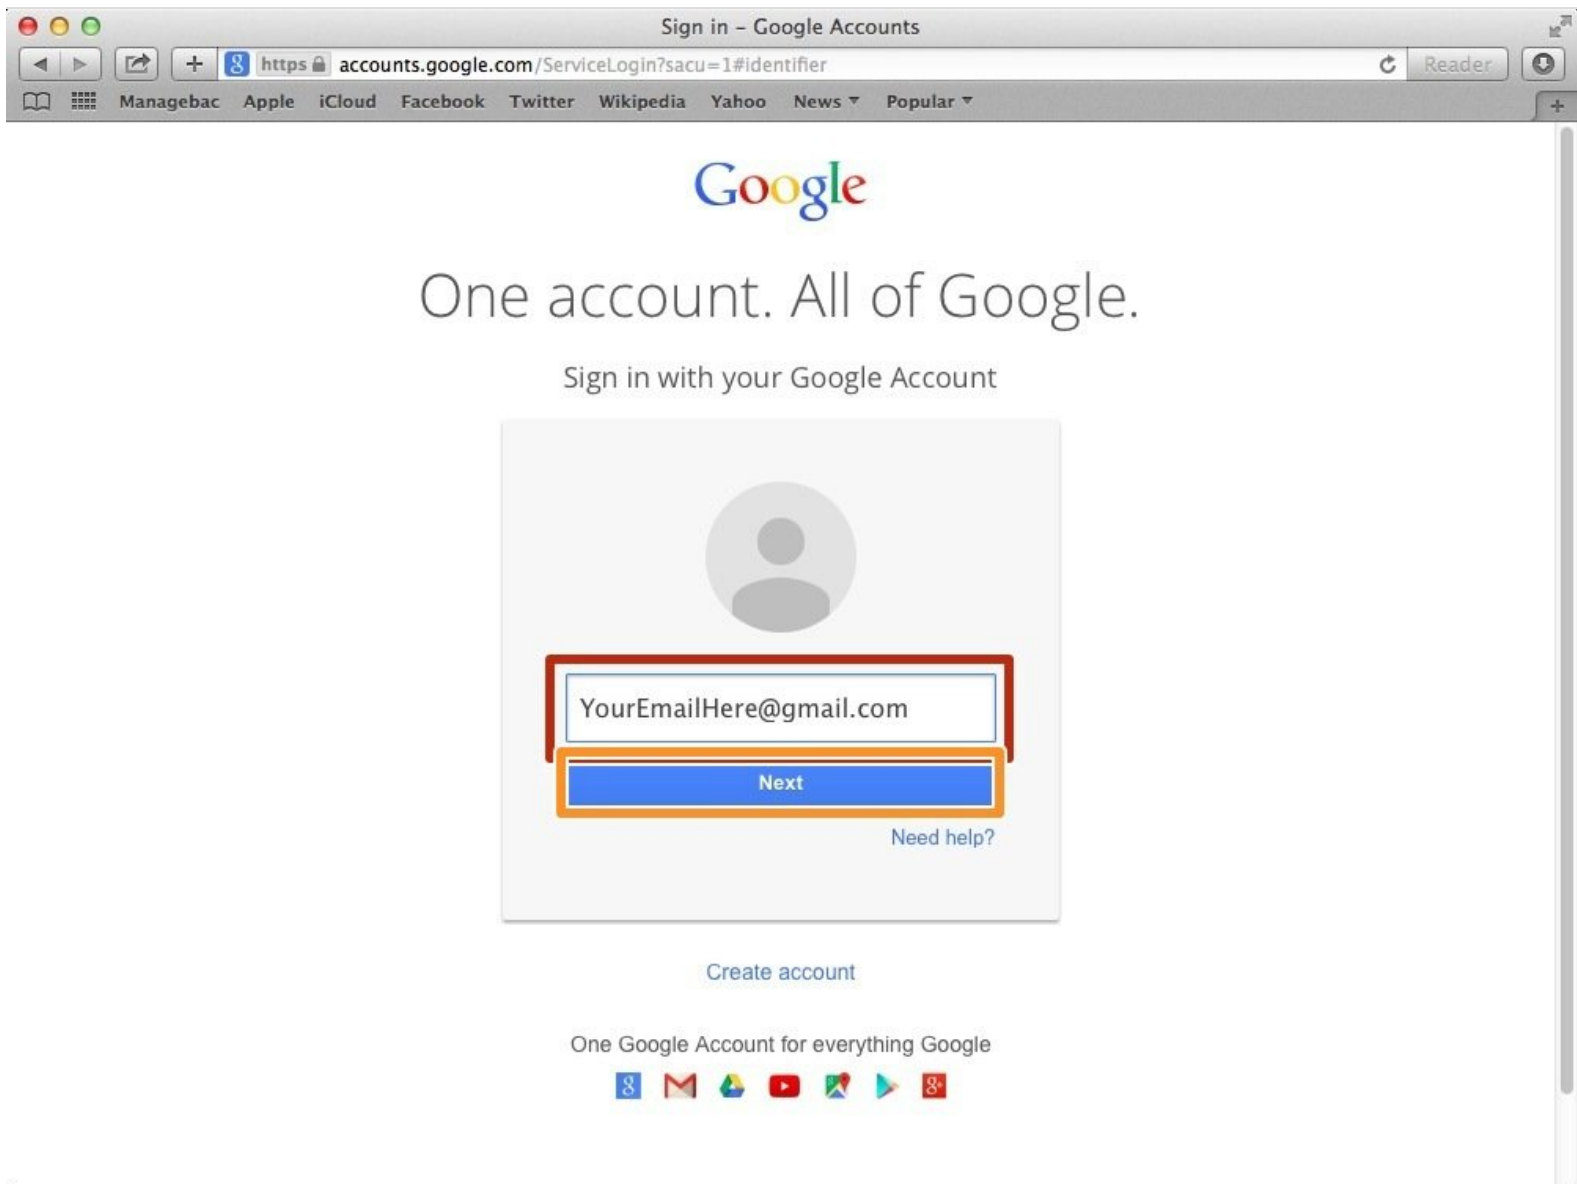 Sign in – Google Accounts
https accounts.google.com/ServiceLogin?sacu=1#identifier Reader
Managebac Apple iCloud Facebook Twitter Wikipedia Yahoo News Popular
Google
One account. All of Google.
Sign in with your Google Account
YourEmailHere@gmail.com
Next
Need help?
Create account
One Google Account for everything Google